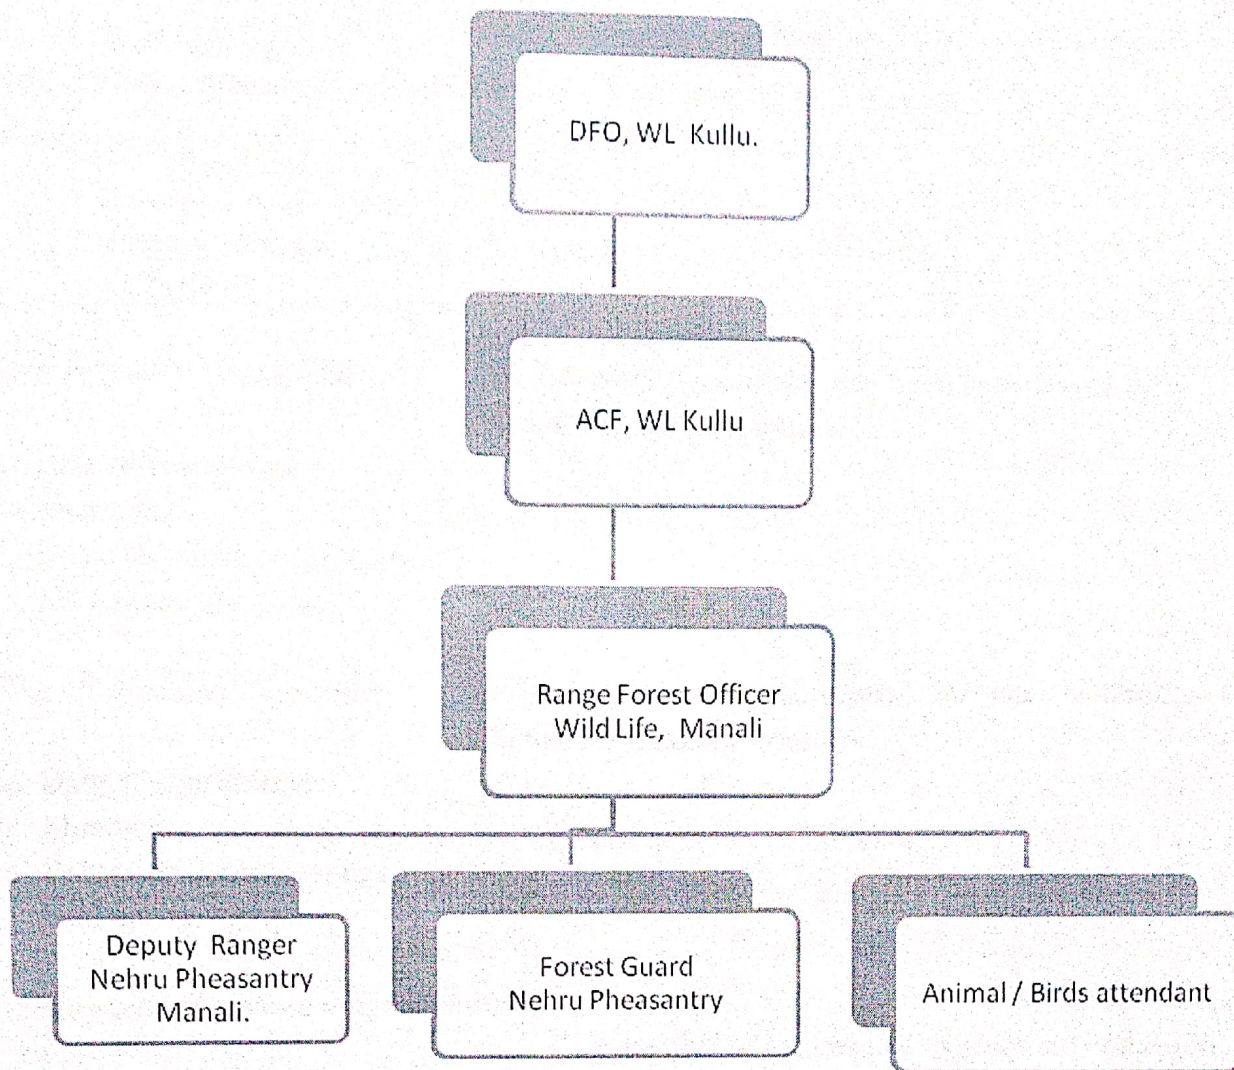 DFO, WL Kullu.
ACF, WL Kullu
Range Forest Officer
Wild Life, Manali
Deputy Ranger
Nehru Pheasantry
Manali.
Forest Guard
Nehru Pheasantry
Animal / Birds attendant